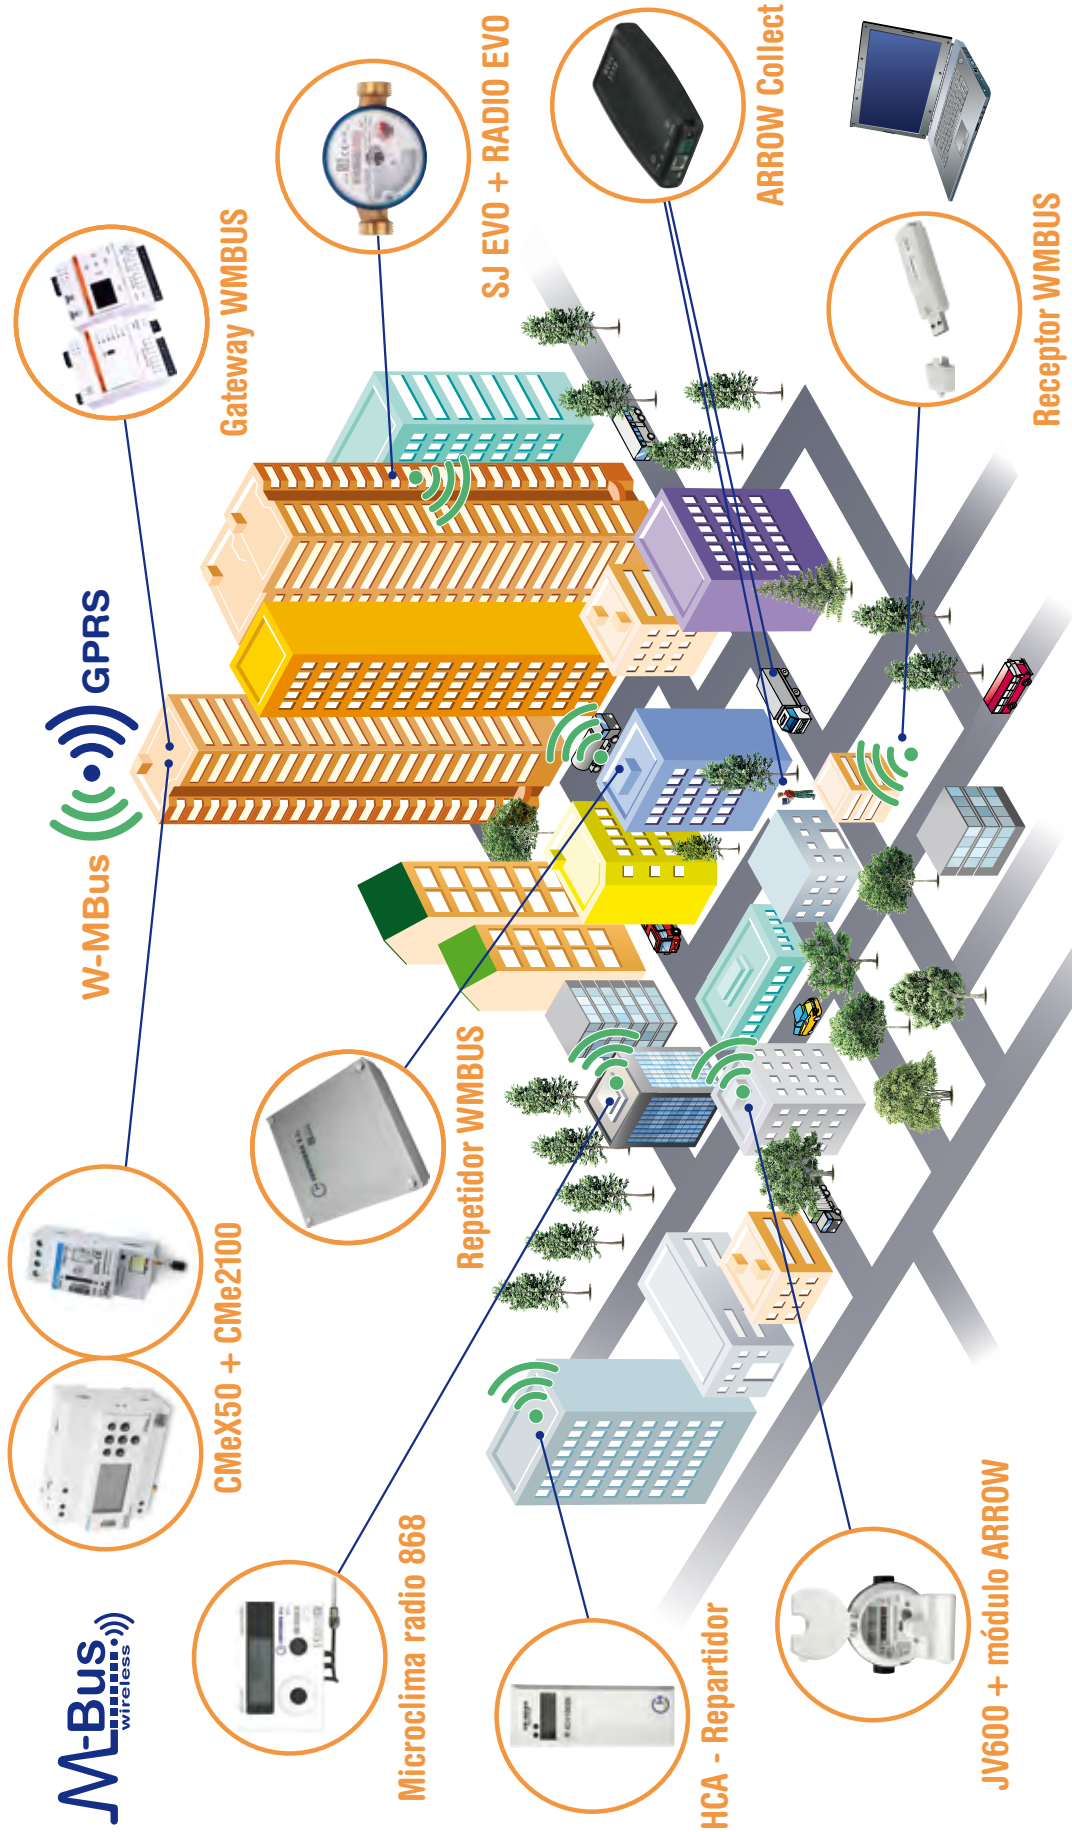 M-Bus
wireless
W-MBus
GPRS
CMeX50 + CMe2100
Gateway WMBUS
Microclima radio 868
Repetidor WMBUS
SJ EVO + RADIO EVO
HCA - Repartidor
ARROW Collect
JV600 + módulo ARROW
Receptor WMBUS